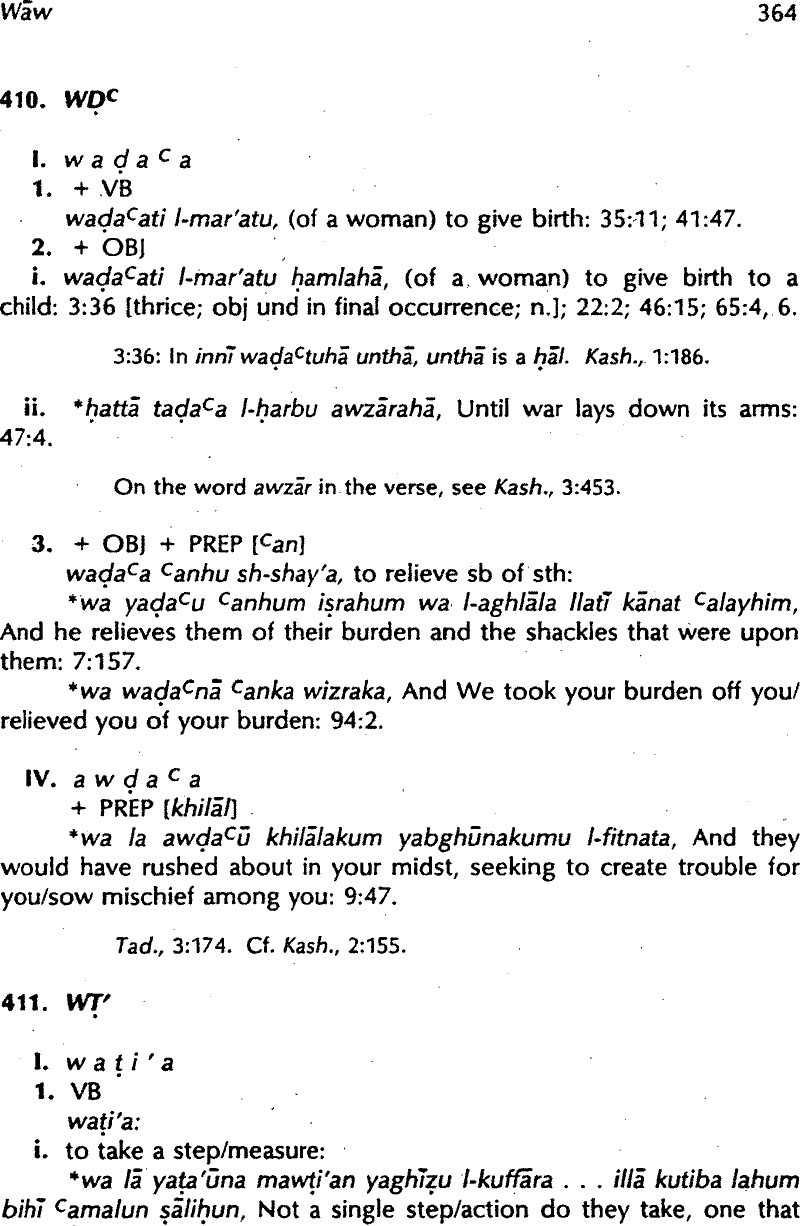 Wāw 364
410. WḌᶜ
I. w a ḍ a ᶜ a
1. + VB
waḍaᶜati l-mar'atu, (of a woman) to give birth: 35:11; 41:47.
2. + OBJ
i. waḍaᶜati l-mar'atu ḥamlahā, (of a woman) to give birth to a
child: 3:36 [thrice; obj und in final occurrence; n.]; 22:2; 46:15; 65:4, 6.
3:36: In innī waḍaᶜtuhā unthā, unthā is a ḥāl. Kash., 1:186.
ii. *ḥattā taḍaᶜa l-ḥarbu awzārahā, Until war lays down its arms:
47:4.
On the word awzār in the verse, see Kash., 3:453.
3. + OBJ + PREP [ᶜan]
waḍaᶜa ᶜanhu sh-shay'a, to relieve sb of sth:
*wa yaḍaᶜu ᶜanhum iṣrahum wa l-aghlāla llatī kānat ᶜalayhim,
And he relieves them of their burden and the shackles that were upon
them: 7:157.
*wa waḍaᶜnā ᶜanka wizraka, And We took your burden off you/
relieved you of your burden: 94:2.
IV. a w ḍ a ᶜ a
+ PREP [khilāl]
*wa la awḍaᶜū khilālakum yabghūnakumu l-fitnata, And they
would have rushed about in your midst, seeking to create trouble for
you/sow mischief among you: 9:47.
Tad., 3:174. Cf. Kash., 2:155.
411. WṬ'
I. w a ṭ i ' a
1. VB
waṭi'a:
i. to take a step/measure:
*wa lā yaṭa'ūna mawṭi'an yaghīẓu l-kuffāra . . . illā kutiba lahum
bihī ᶜamalun ṣāliḥun, Not a single step/action do they take, one that